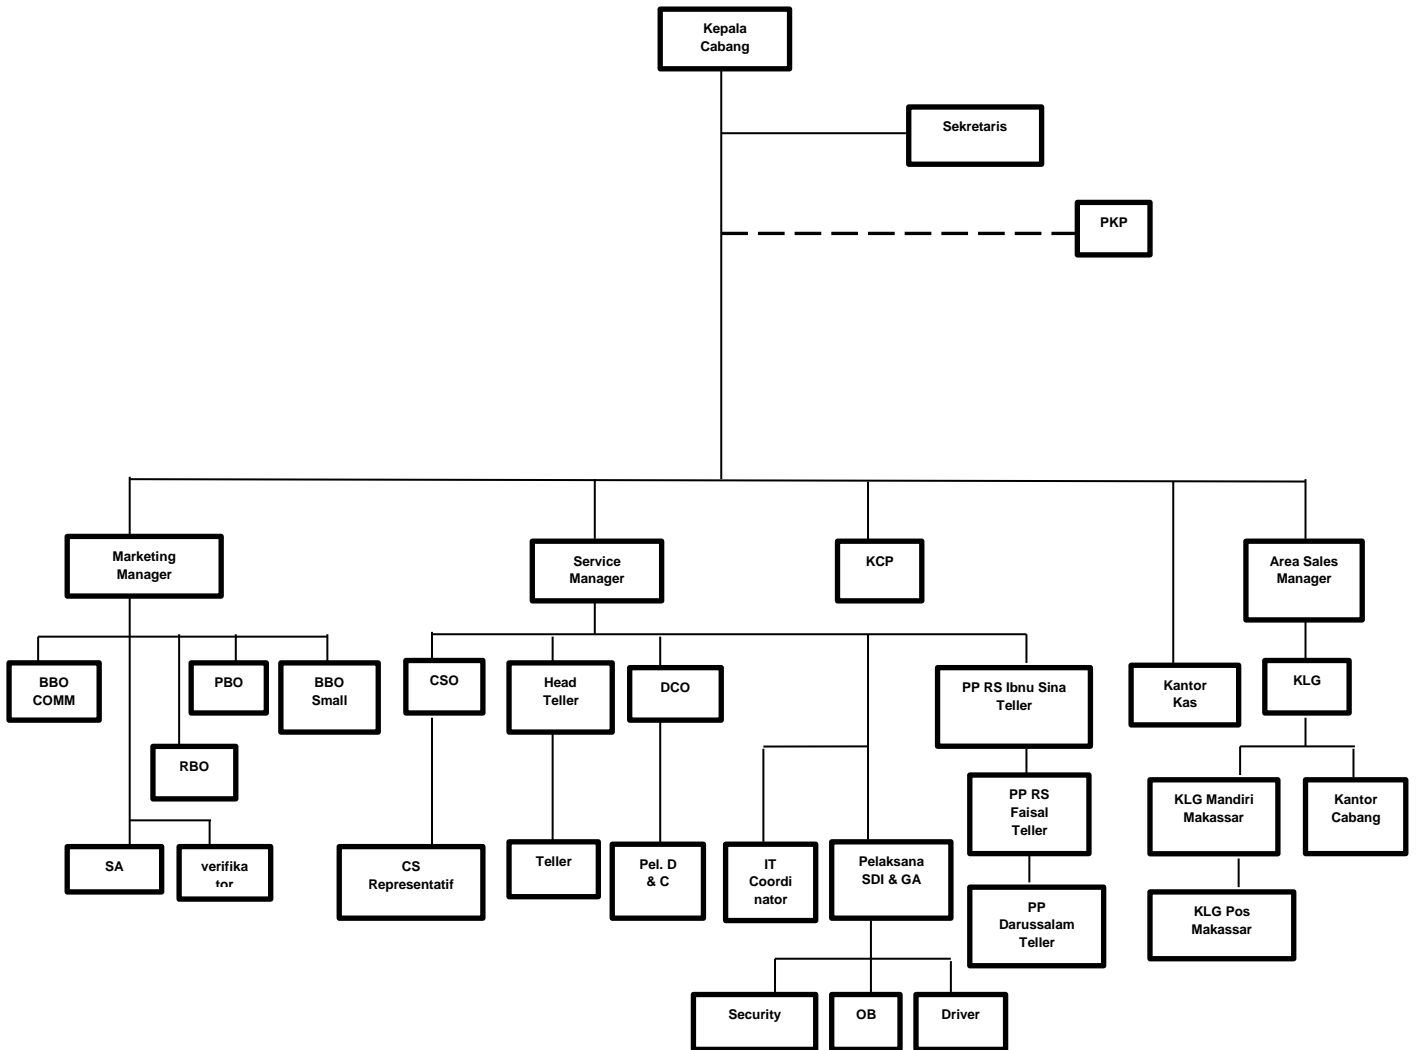 Kepala
Cabang
Sekretaris
PKP
Marketing
Manager
Service
Manager
KCP
Area Sales
Manager
BBO
COMM
PBO
BBO
Small
CSO
Head
Teller
DCO
PP RS Ibnu Sina
Teller
Kantor
Kas
KLG
RBO
PP RS
Faisal
Teller
KLG Mandiri
Makassar
Kantor
Cabang
SA
verifika
tor
CS
Representatif
Teller
Pel. D
& C
IT
Coordi
nator
Pelaksana
SDI & GA
PP
Darussalam
Teller
KLG Pos
Makassar
Security
OB
Driver